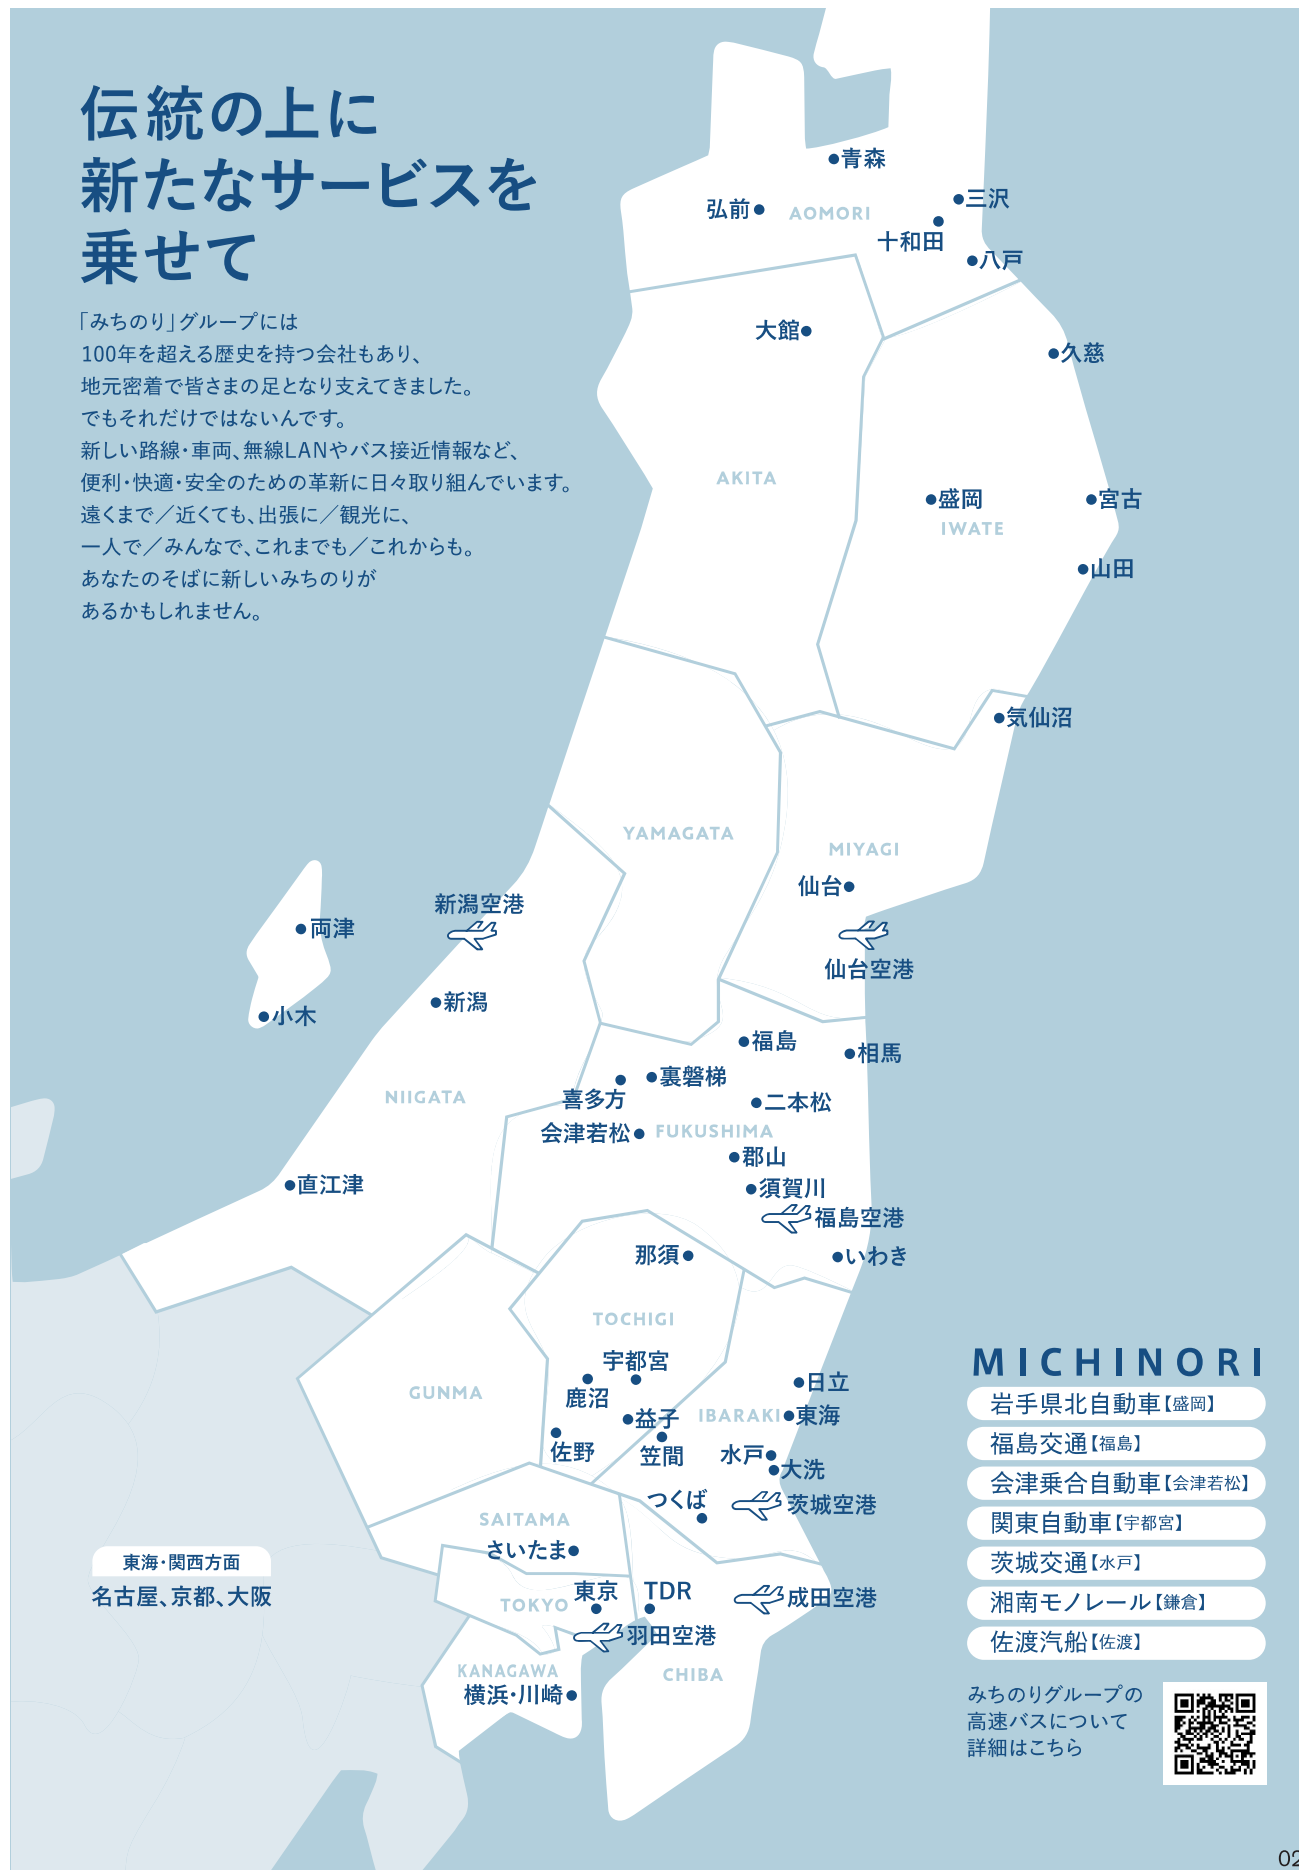 伝統の上に
新たなサービスを
乗せて
「みちのり」グループには
100年を超える歴史を持つ会社もあり、
地元密着で皆さまの足となり支えてきました。
でもそれだけではないんです。
新しい路線・車両、無線LANやバス接近情報など、
便利・快適・安全のための革新に日々取り組んでいます。
遠くまで／近くても、出張に／観光に、
一人で／みんなで、これまでも／これからも。
あなたのそばに新しいみちのりが
あるかもしれません。
青森
三沢
弘前
AOMORI
十和田
八戸
大館
久慈
AKITA
盛岡
宮古
IWATE
山田
気仙沼
YAMAGATA
MIYAGI
仙台
新潟空港
両津
仙台空港
新潟
小木
福島
相馬
裏磐梯
喜多方
NIIGATA
二本松
会津若松
FUKUSHIMA
郡山
直江津
須賀川
福島空港
那須
いわき
TOCHIGI
宇都宮
日立
GUNMA
鹿沼
益子
IBARAKI
東海
佐野
笠間
水戸
大洗
つくば
茨城空港
SAITAMA
さいたま
東京
TDR
成田空港
TOKYO
羽田空港
KANAGAWA
CHIBA
横浜・川崎
東海・関西方面
名古屋、京都、大阪
MICHINORI
岩手県北自動車【盛岡】
福島交通【福島】
会津乗合自動車【会津若松】
関東自動車【宇都宮】
茨城交通【水戸】
湘南モノレール【鎌倉】
佐渡汽船【佐渡】
みちのりグループの
高速バスについて
詳細はこちら
02